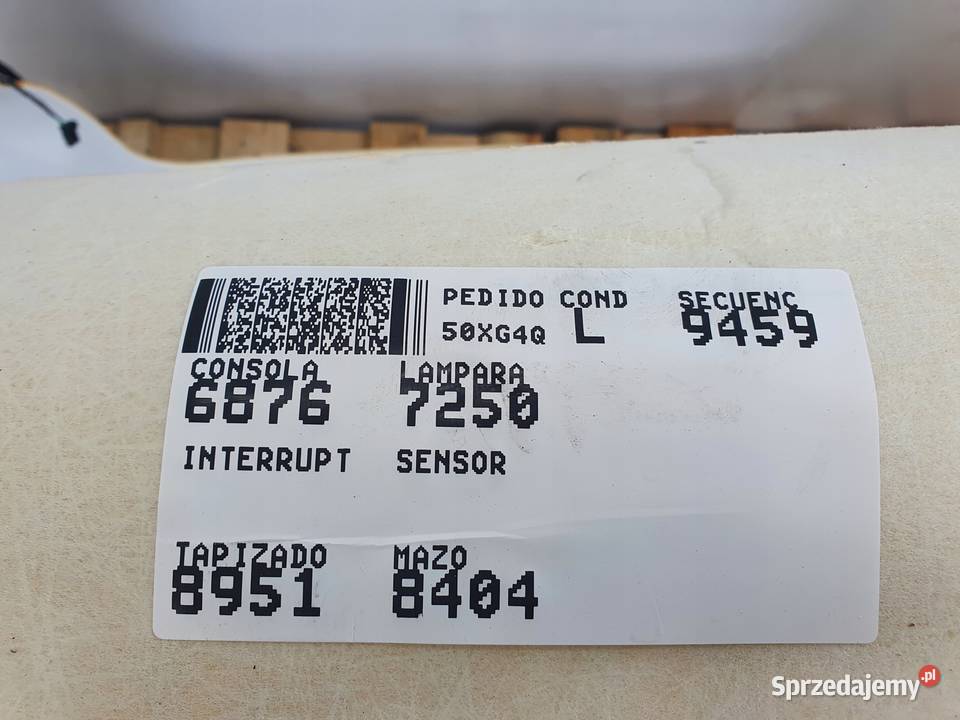 PEDIDO COND SECUENC
50XG4Q L 9459
CONSOLA LAMPARA
6876 7250
INTERRUPT SENSOR
TAPIZADO MAZO
8951 8404
Sprzedajemy.pl